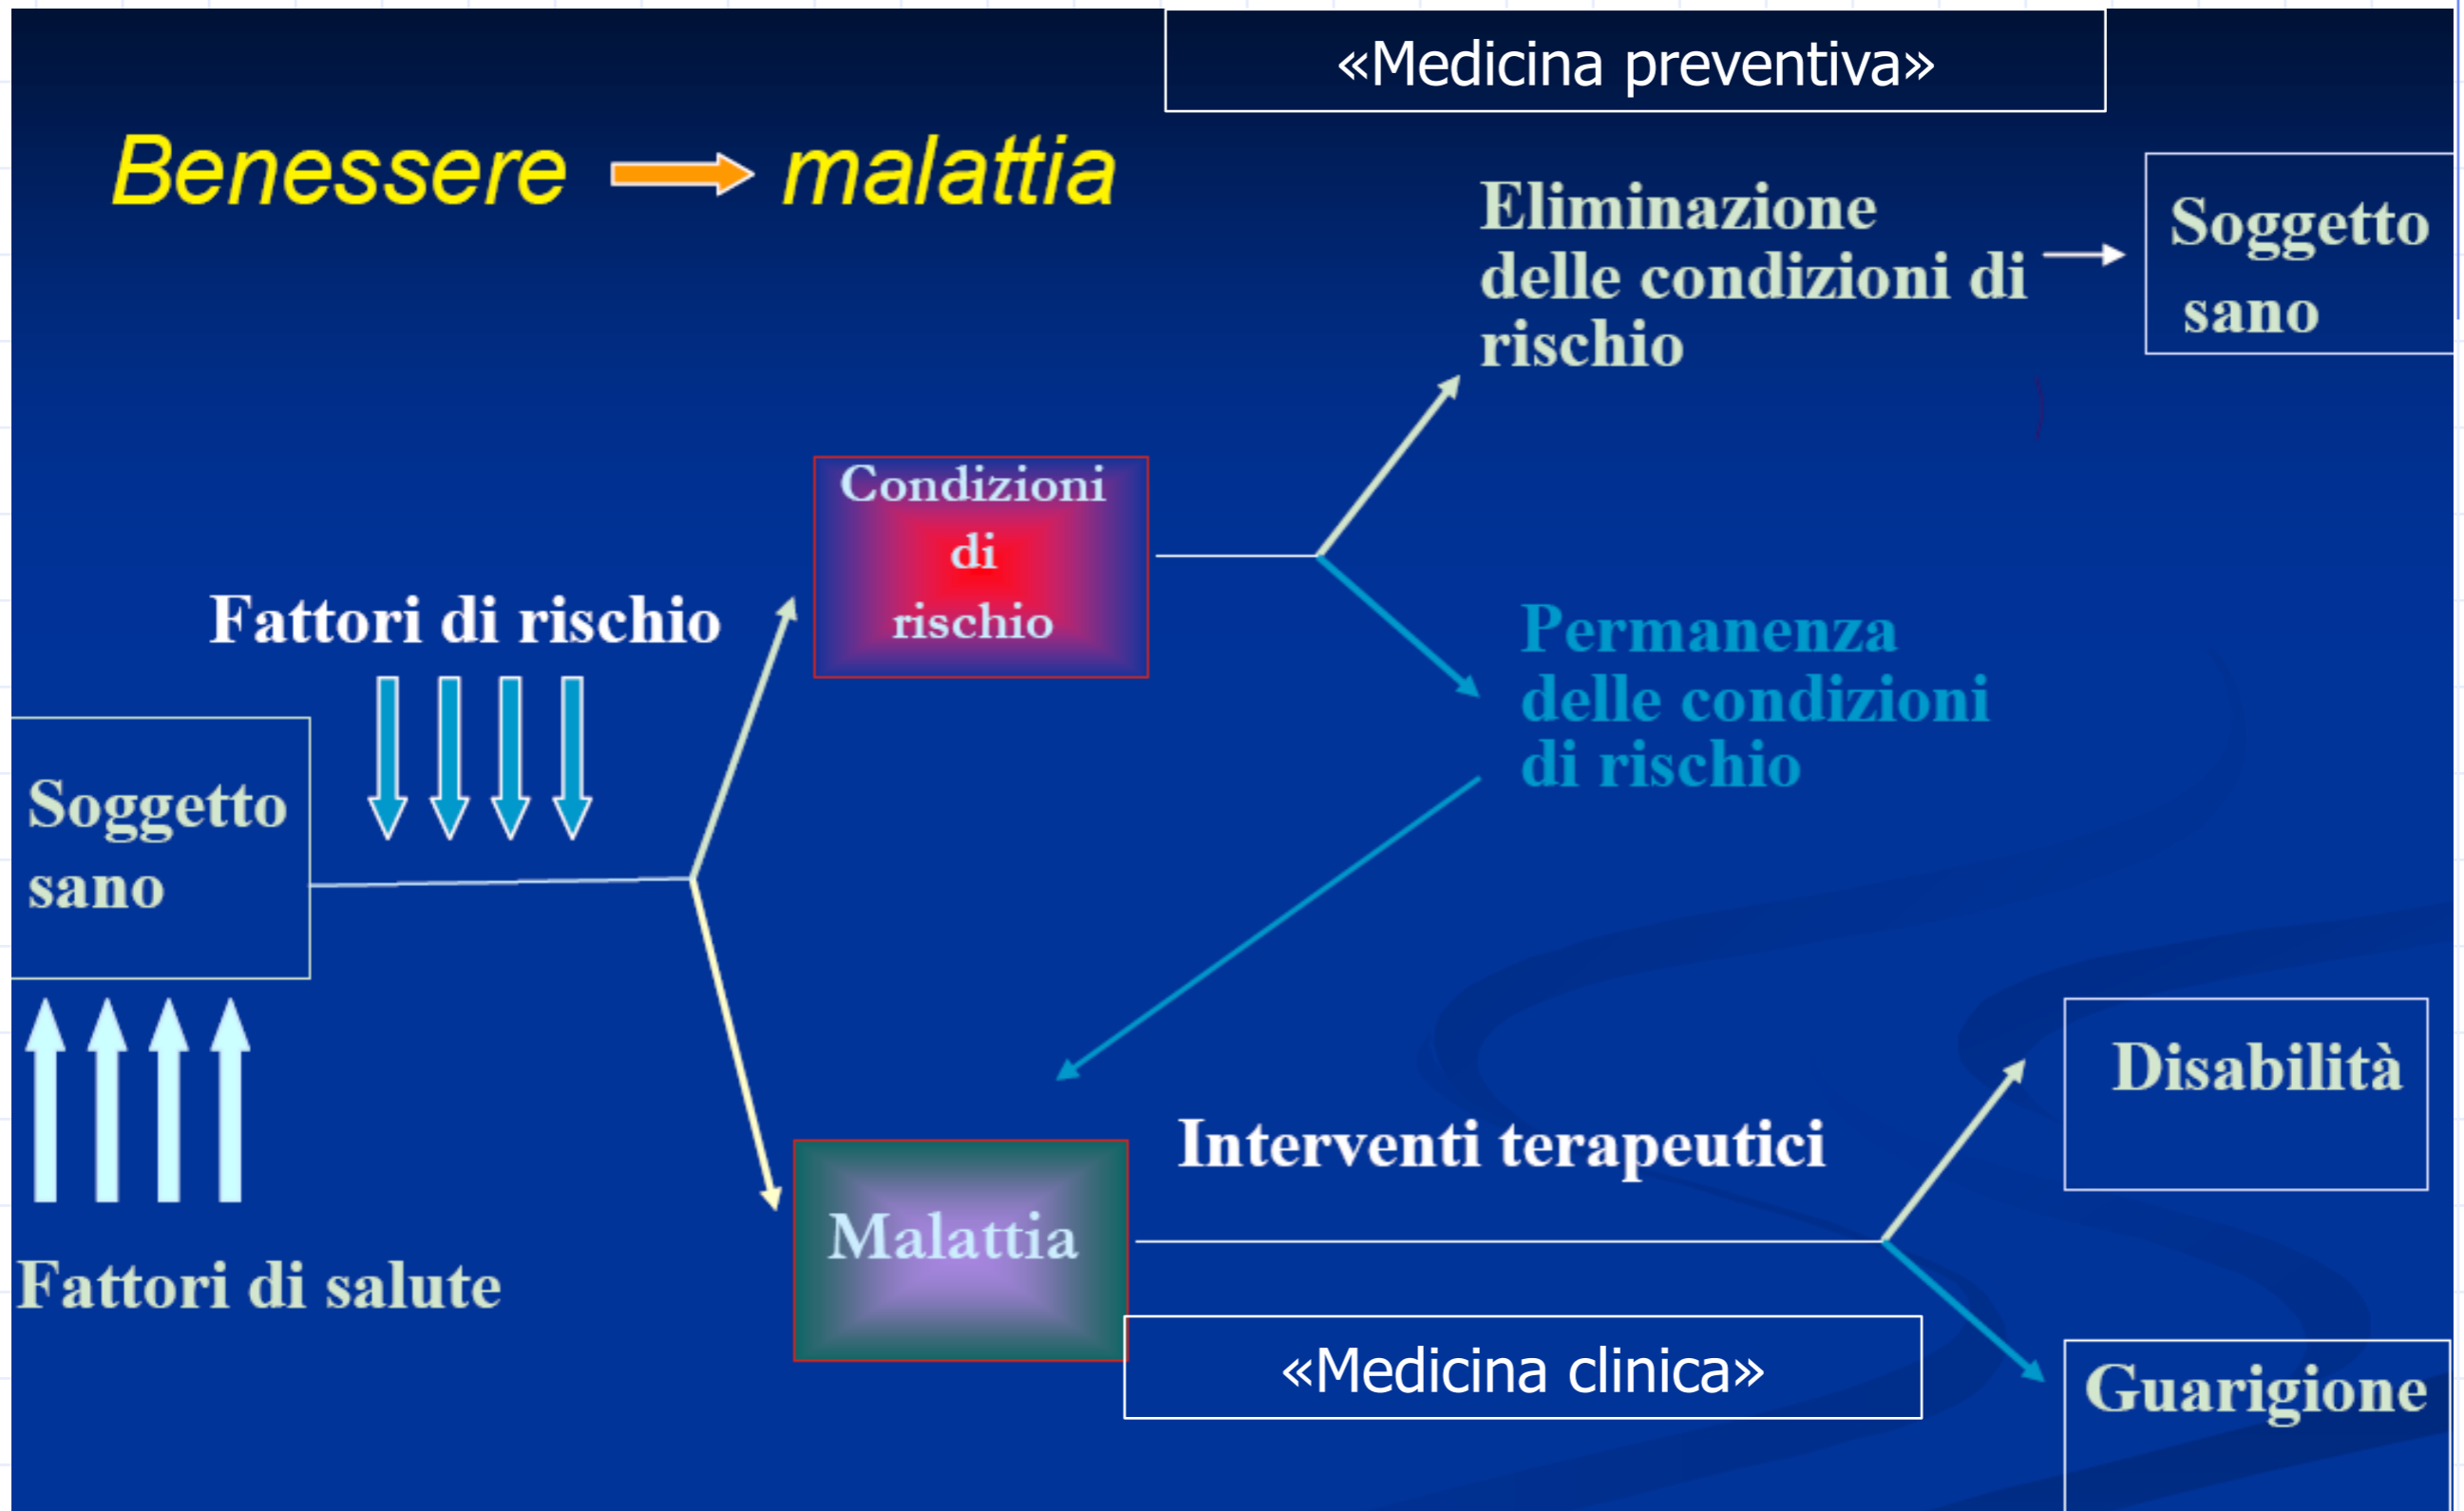 «Medicina preventiva»
Benessere malattia
Eliminazione
delle condizioni di
rischio
Soggetto
sano
Condizioni
di
rischio
Fattori di rischio
Permanenza
delle condizioni
di rischio
Soggetto
sano
Fattori di salute
Disabilità
Interventi terapeutici
Malattia
«Medicina clinica»
Guarigione